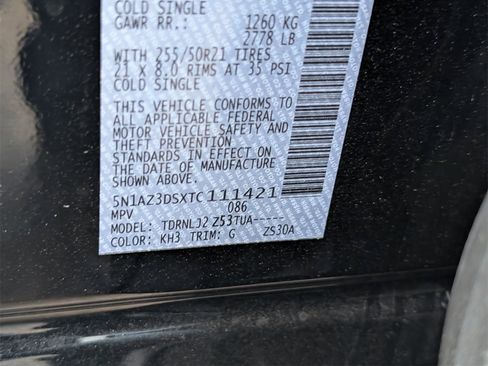 COLD SINGLE
GAWR RR.: 1260 KG
2778 LB
WITH 255/50R21 TIRES
21 x 8.0 RIMS AT 35 PSI
COLD SINGLE
THIS VEHICLE CONFORMS TO
ALL APPLICABLE FEDERAL
MOTOR VEHICLE SAFETY AND
THEFT PREVENTION
STANDARDS IN EFFECT ON
THE DATE OF MANUFACTURE
SHOWN ABOVE.
5N1AZ3DSXTC111421
MPV 086
MODEL: TDRNLJ2 Z53TUA-----
COLOR: KH3 TRIM: G ZS30A